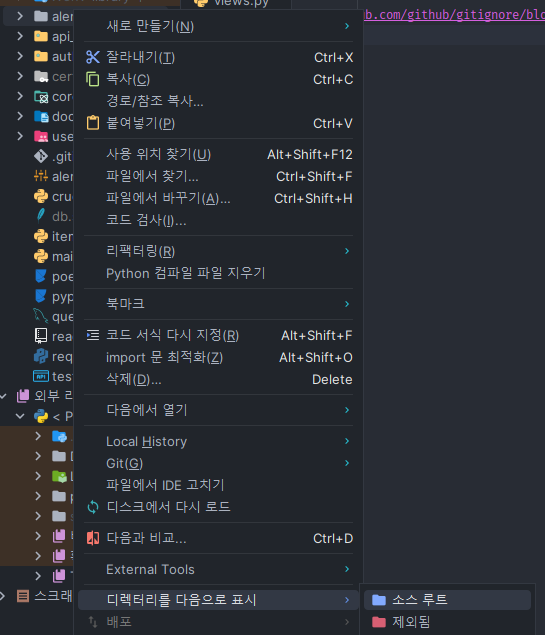 views.py
ub.com/github/gitignore/blo
새로 만들기(N)
잘라내기(T) Ctrl+X
복사(C) Ctrl+C
경로/참조 복사...
붙여넣기(P) Ctrl+V
사용 위치 찾기(U) Alt+Shift+F12
파일에서 찾기... Ctrl+Shift+F
파일에서 바꾸기(A)... Ctrl+Shift+H
코드 검사(I)...
리팩터링(R)
Python 컴파일 파일 지우기
북마크
코드 서식 다시 지정(R) Alt+Shift+F
import 문 최적화(Z) Alt+Shift+O
삭제(D)... Delete
다음에서 열기
Local History
Git(G)
파일에서 IDE 고치기
디스크에서 다시 로드
다음과 비교... Ctrl+D
External Tools
디렉터리를 다음으로 표시
배포
소스 루트
제외됨
aler
api_
aut
cer
cor
doc
use
.git
aler
cruc
db.
iten
mai
poe
pyp
que
rea
req
test
외부 라
< P
스크래